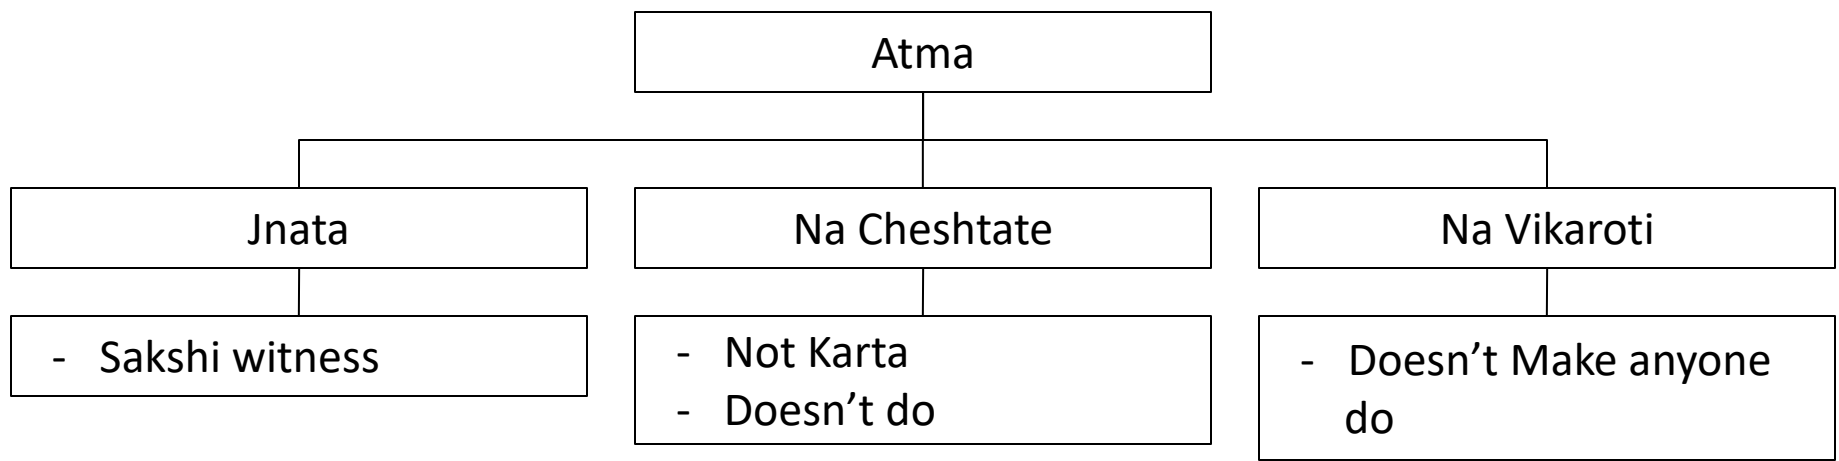 Atma
Jnata
Na Cheshtate
Na Vikaroti
- Sakshi witness
- Not Karta
- Doesn’t do
- Doesn’t Make anyone
do